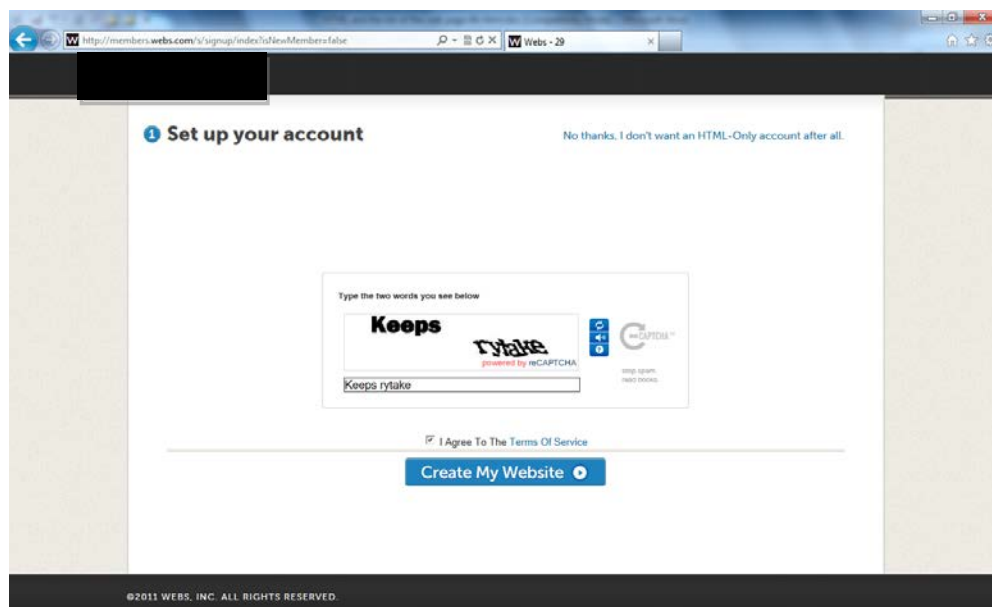 http://members.webs.com/s/signup/index?isNewMember=false
Webs - 29
1 Set up your account
No thanks, I don't want an HTML-Only account after all.
Type the two words you see below
Keeps
rytake
powered by reCAPTCHA
reCAPTCHA™
stop spam.
read books.
Keeps rytake
I Agree To The Terms Of Service
Create My Website
©2011 WEBS, INC. ALL RIGHTS RESERVED.